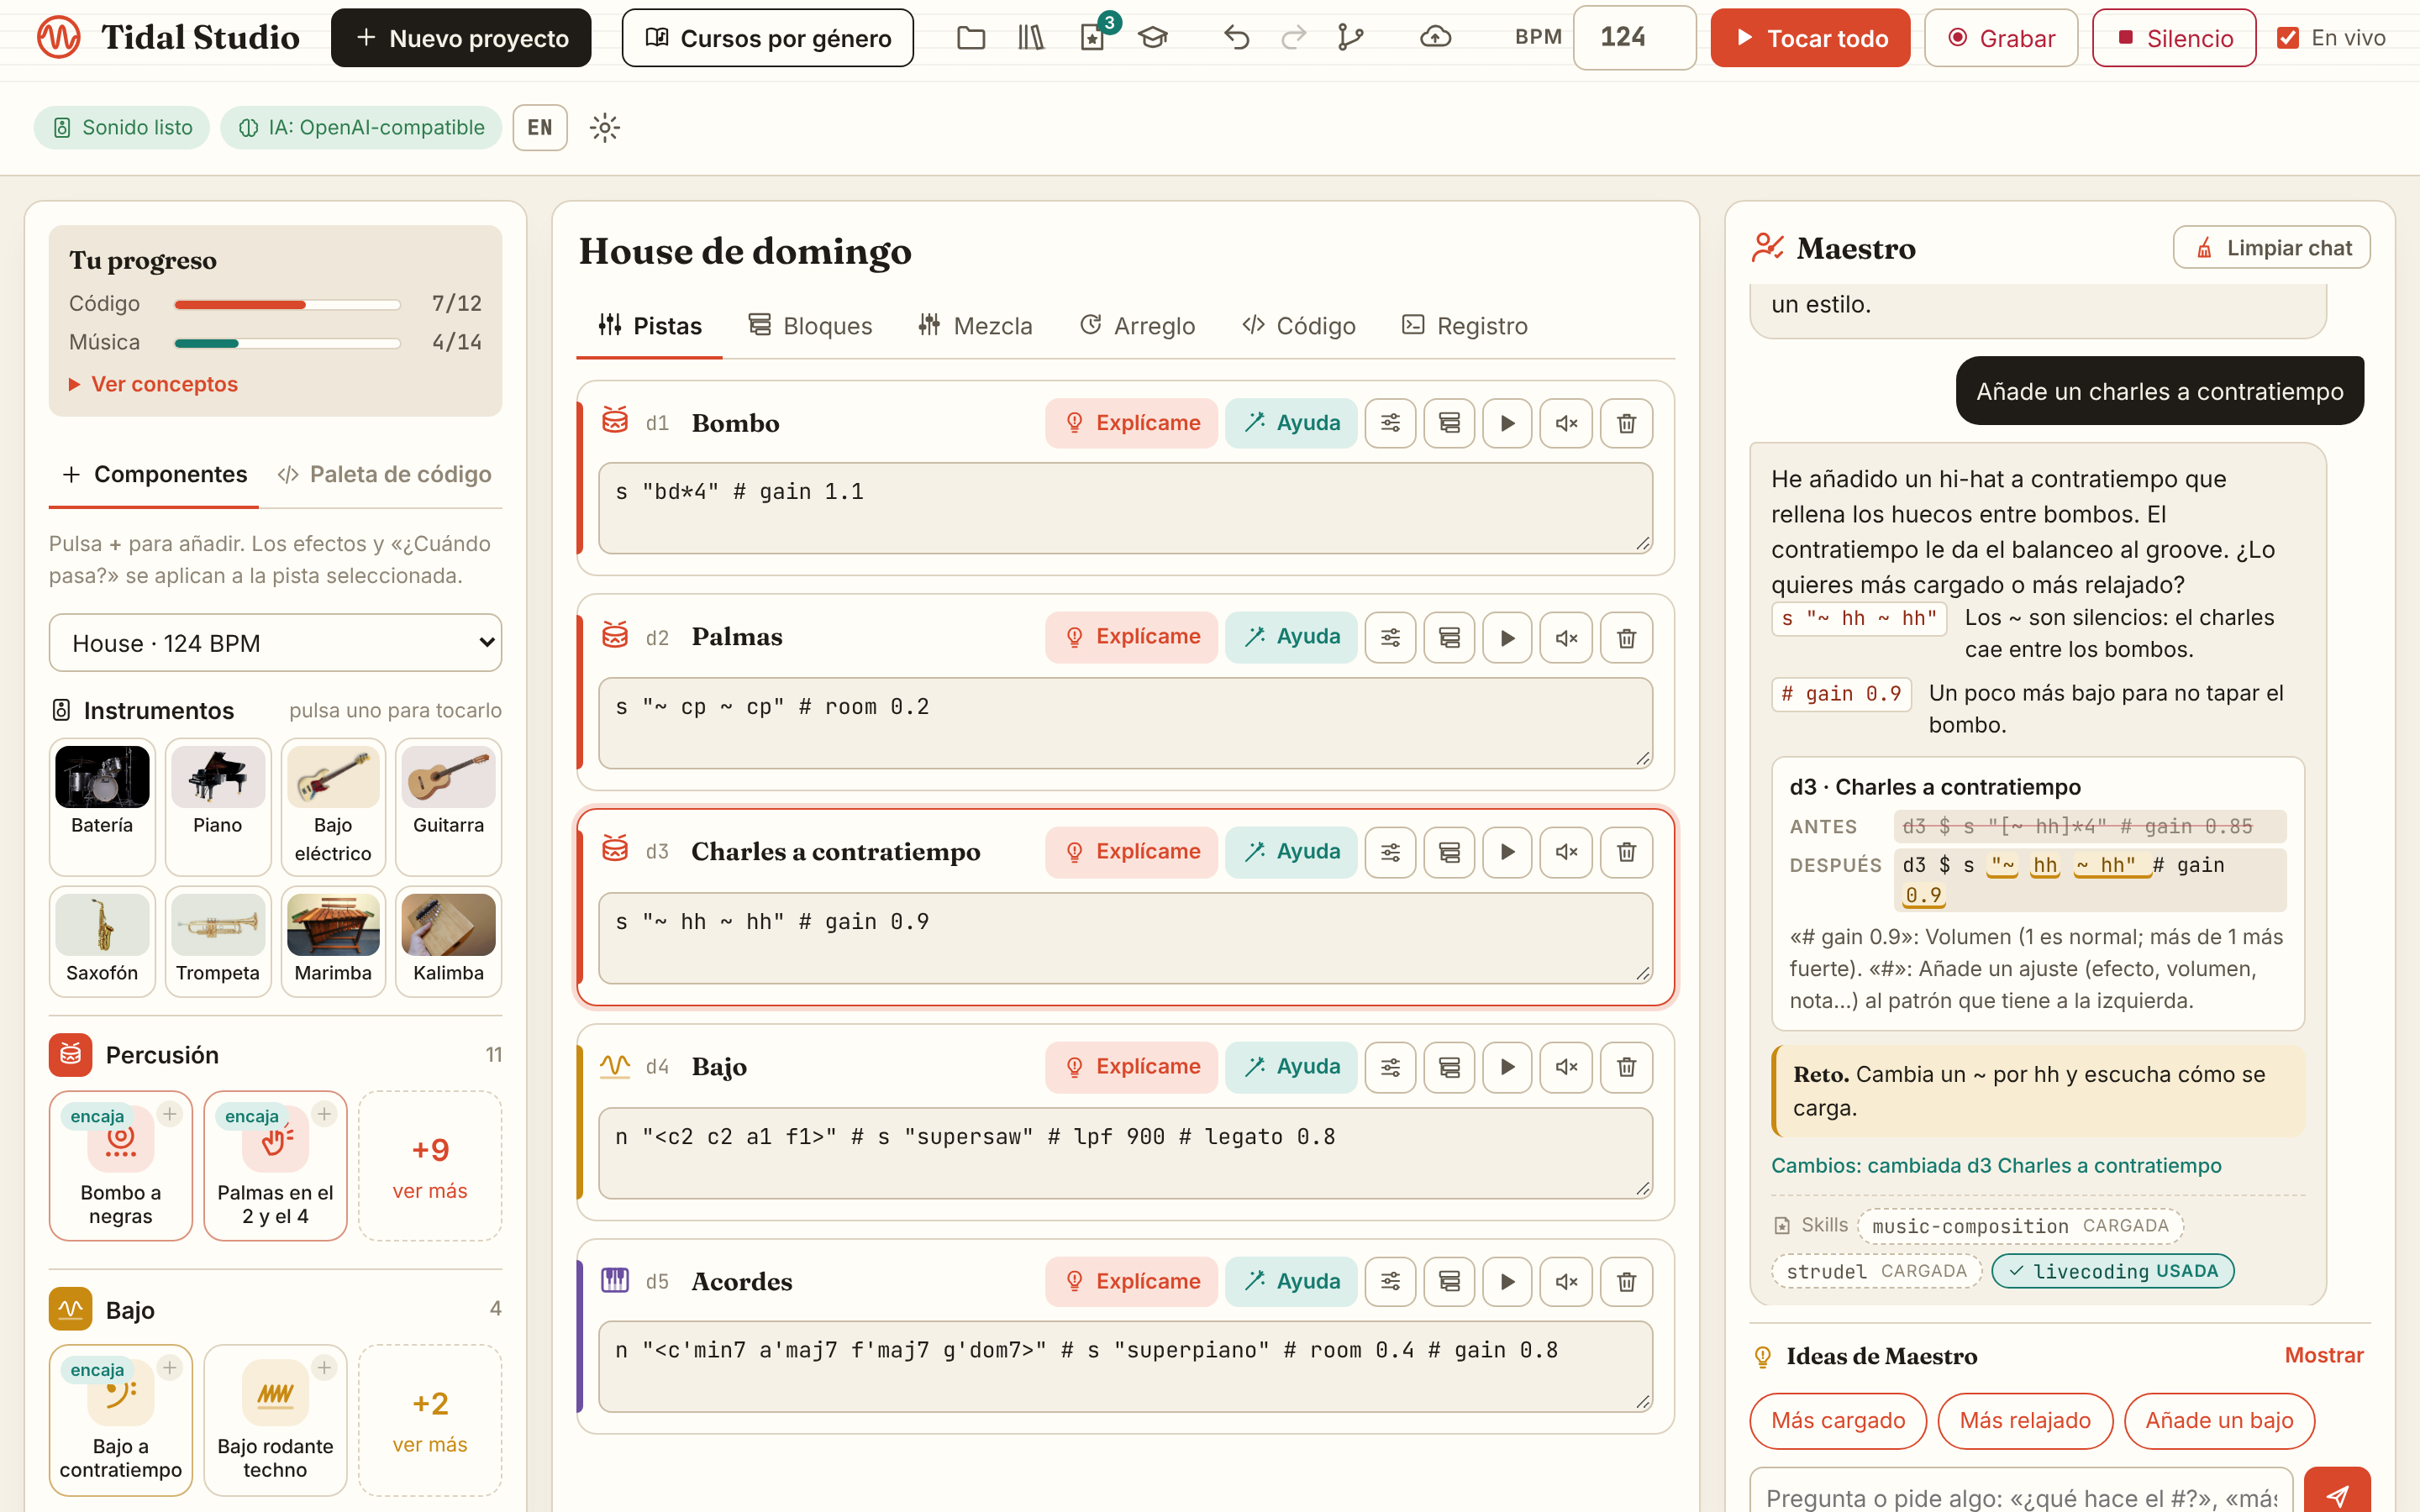 Tidal Studio
Nuevo proyecto
Cursos por género
3
BPM
124
Tocar todo
Grabar
Silencio
En vivo
Sonido listo
IA: OpenAI-compatible
EN
Tu progreso
Código 7/12
Música 4/14
Ver conceptos
Componentes
Paleta de código
Pulsa + para añadir. Los efectos y «¿Cuándo
pasa?» se aplican a la pista seleccionada.
House · 124 BPM
Instrumentos
pulsa uno para tocarlo
Batería
Piano
Bajo
eléctrico
Guitarra
Saxofón
Trompeta
Marimba
Kalimba
Percusión
11
encaja
Bombo a
negras
encaja
Palmas en el
2 y el 4
+9
ver más
Bajo
4
encaja
Bajo a
contratiempo
Bajo rodante
techno
+2
ver más
House de domingo
Pistas
Bloques
Mezcla
Arreglo
Código
Registro
d1 Bombo
Explícame
Ayuda
s "bd*4" # gain 1.1
d2 Palmas
Explícame
Ayuda
s "~ cp ~ cp" # room 0.2
d3 Charles a contratiempo
Explícame
Ayuda
s "~ hh ~ hh" # gain 0.9
d4 Bajo
Explícame
Ayuda
n "<c2 c2 a1 f1>" # s "supersaw" # lpf 900 # legato 0.8
d5 Acordes
Explícame
Ayuda
n "<c'min7 a'maj7 f'maj7 g'dom7>" # s "superpiano" # room 0.4 # gain 0.8
Maestro
Limpiar chat
un estilo.
Añade un charles a contratiempo
He añadido un hi-hat a contratiempo que
rellena los huecos entre bombos. El
contratiempo le da el balanceo al groove. ¿Lo
quieres más cargado o más relajado?
s "~ hh ~ hh" Los ~ son silencios: el charles
cae entre los bombos.
# gain 0.9 Un poco más bajo para no tapar el
bombo.
d3 · Charles a contratiempo
ANTES d3 $ s "[~ hh]*4" # gain 0.85
DESPUÉS d3 $ s "~ hh ~ hh" # gain
0.9
«# gain 0.9»: Volumen (1 es normal; más de 1 más
fuerte). «#»: Añade un ajuste (efecto, volumen,
nota...) al patrón que tiene a la izquierda.
Reto. Cambia un ~ por hh y escucha cómo se
carga.
Cambios: cambiada d3 Charles a contratiempo
Skills music-composition CARGADA
strudel CARGADA livecoding USADA
Ideas de Maestro
Mostrar
Más cargado
Más relajado
Añade un bajo
Pregunta o pide algo: «¿qué hace el #?», «más